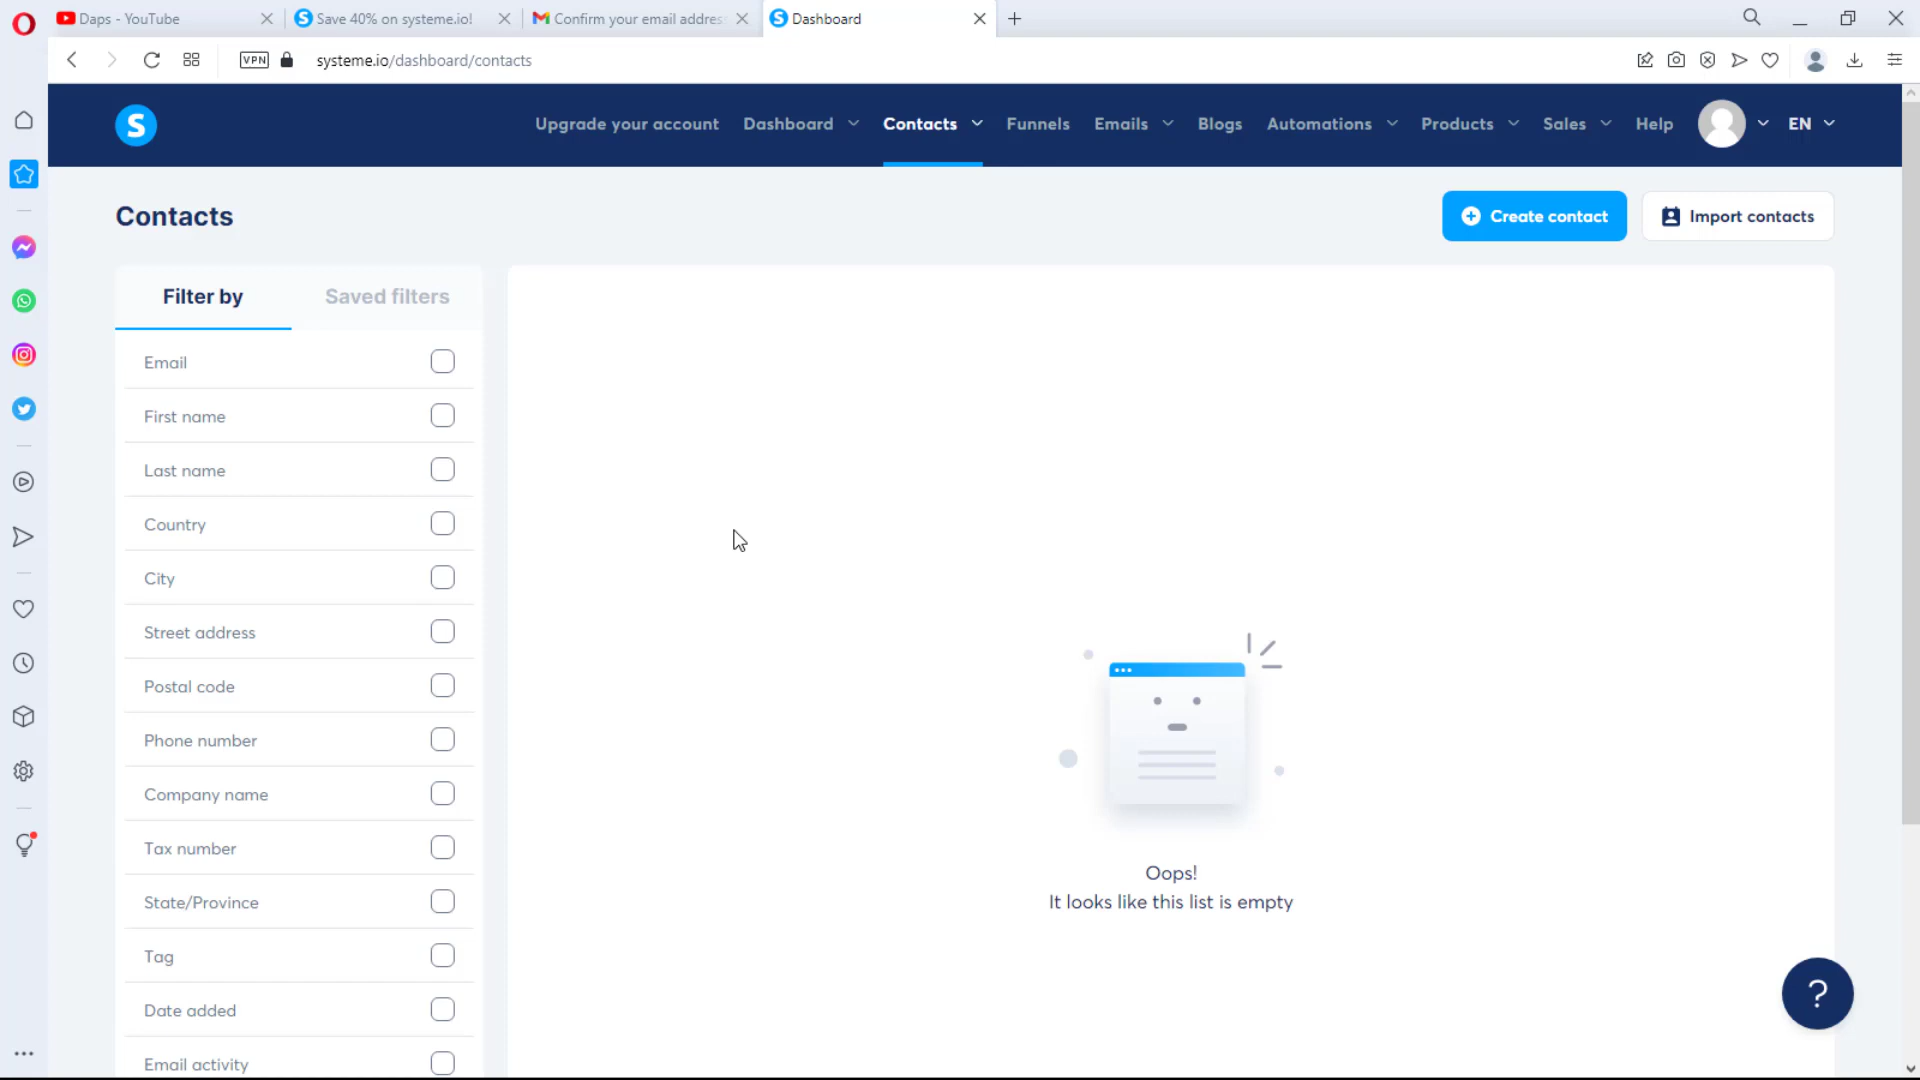 Daps - YouTube
Save 40% on systeme.io!
Confirm your email addres
Dashboard
VPN
systeme.io/dashboard/contacts
S
Upgrade your account
Dashboard
Contacts
Funnels
Emails
Blogs
Automations
Products
Sales
Help
EN
Contacts
Create contact
Import contacts
Filter by
Saved filters
Email
First name
Last name
Country
City
Street address
Postal code
Phone number
Company name
Tax number
State/Province
Tag
Date added
Email activity
Oops!
It looks like this list is empty
?